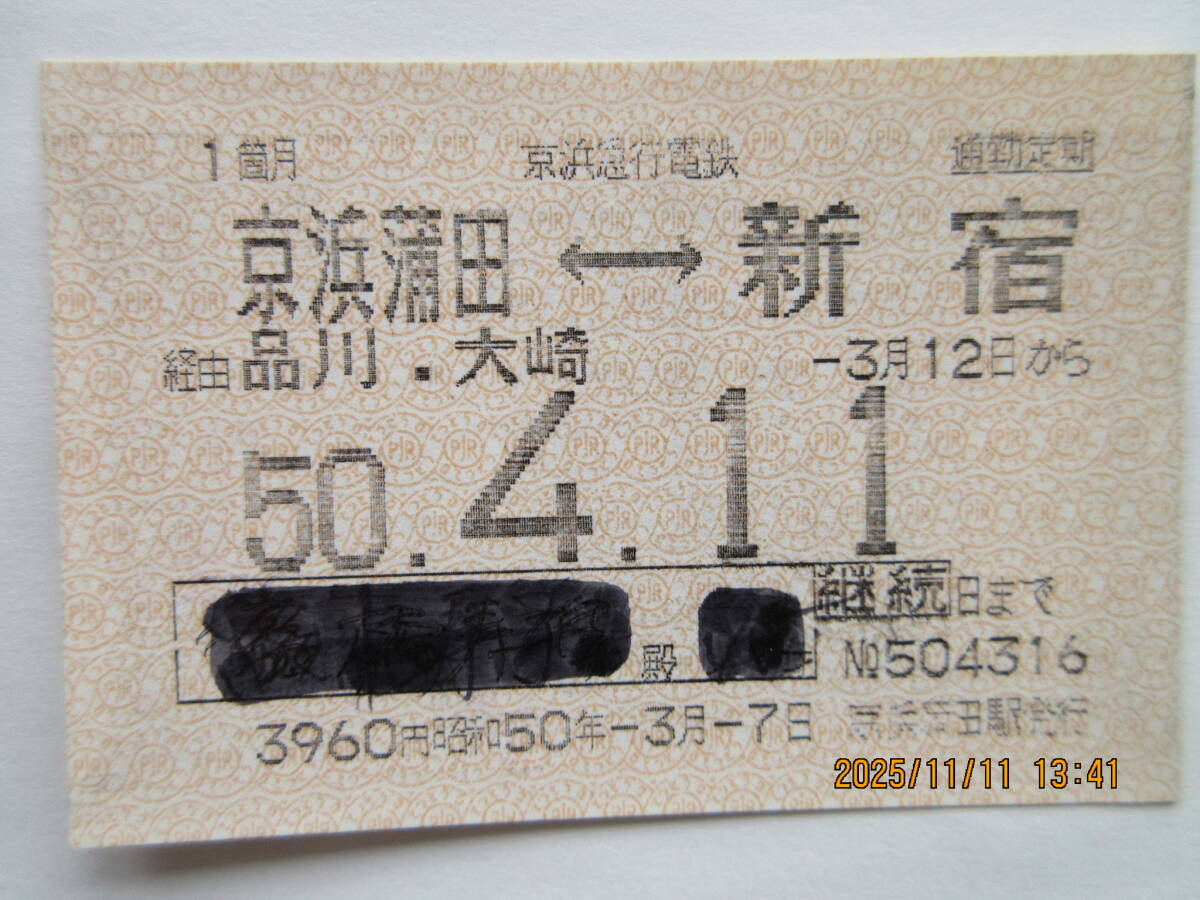 1箇月 京浜急行電鉄 通勤定期
京浜蒲田 ←→ 新宿
経由 品川.大崎 -3月12日から
50.4.11
殿 継続 日まで
№504316
3960円 昭和50年-3月-7日 京浜蒲田駅発行
2025/11/11 13:41